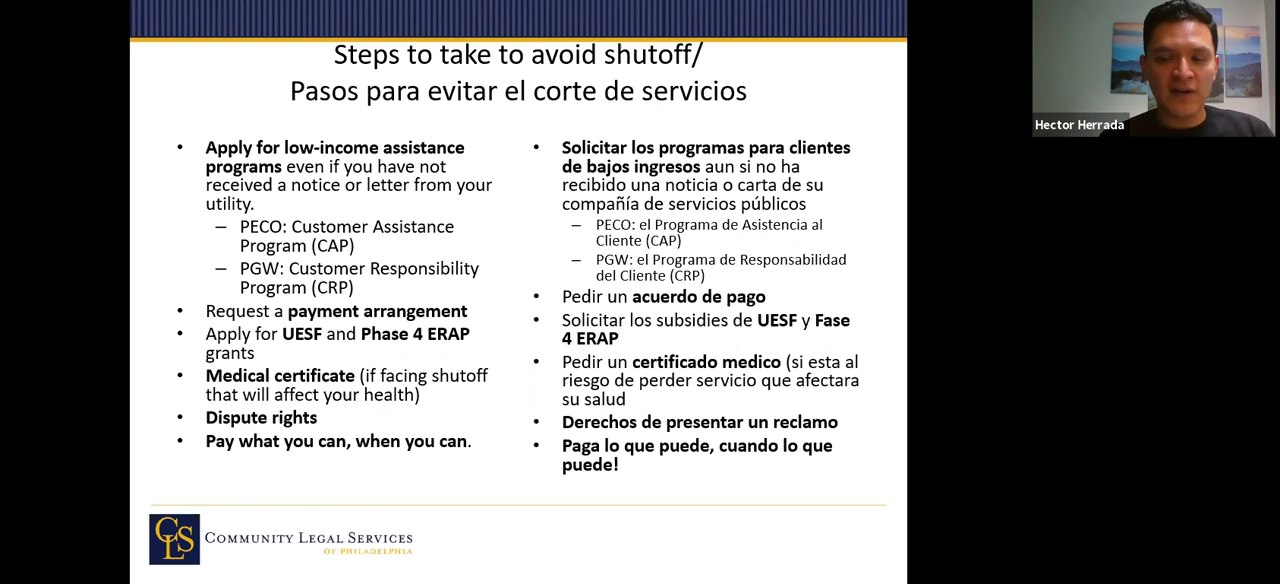 Steps to take to avoid shutoff/
Pasos para evitar el corte de servicios
• Apply for low-income assistance
programs even if you have not
received a notice or letter from your
utility.
– PECO: Customer Assistance
Program (CAP)
– PGW: Customer Responsibility
Program (CRP)
• Request a payment arrangement
• Apply for UESF and Phase 4 ERAP
grants
• Medical certificate (if facing shutoff
that will affect your health)
• Dispute rights
• Pay what you can, when you can.
• Solicitar los programas para clientes
de bajos ingresos aun si no ha
recibido una noticia o carta de su
compañía de servicios públicos
– PECO: el Programa de Asistencia al
Cliente (CAP)
– PGW: el Programa de Responsabilidad
del Cliente (CRP)
• Pedir un acuerdo de pago
• Solicitar los subsidies de UESF y Fase
4 ERAP
• Pedir un certificado medico (si esta al
riesgo de perder servicio que afectara
su salud
• Derechos de presentar un reclamo
• Paga lo que puede, cuando lo que
puede!
CLS
COMMUNITY LEGAL SERVICES
OF PHILADELPHIA
Hector Herrada